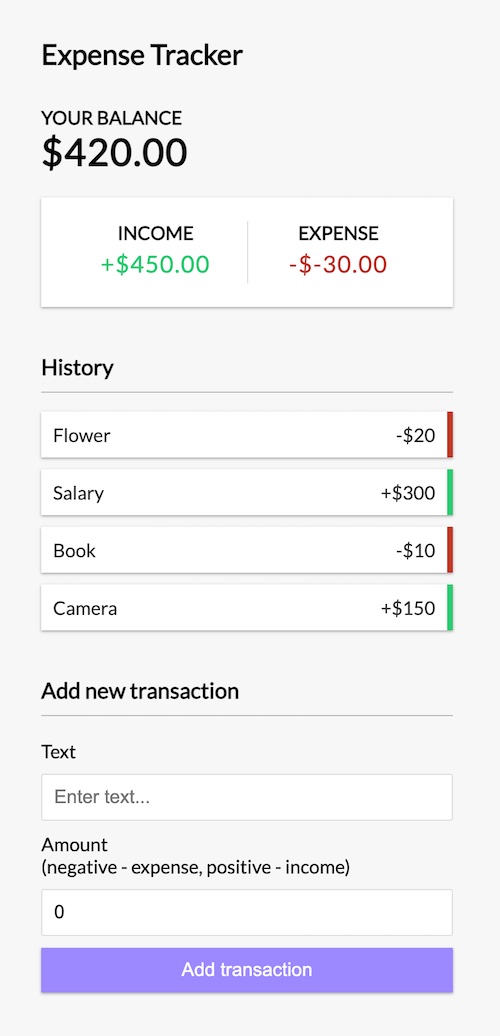 Expense Tracker
YOUR BALANCE
$420.00
INCOME EXPENSE
+$450.00 -$-30.00
History
Flower -$20
Salary +$300
Book -$10
Camera +$150
Add new transaction
Text
Enter text...
Amount
(negative - expense, positive - income)
0
Add transaction